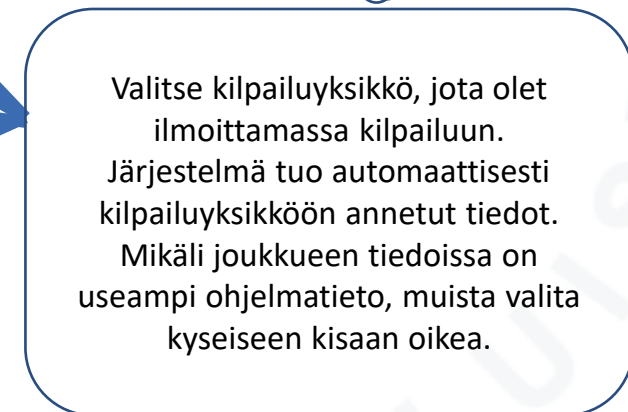 Valitse kilpailuyksikkö, jota olet
ilmoittamassa kilpailuun.
Järjestelmä tuo automaattisesti
kilpailuyksikköön annetut tiedot.
Mikäli joukkueen tiedoissa on
useampi ohjelmatieto, muista valita
kyseiseen kisaan oikea.